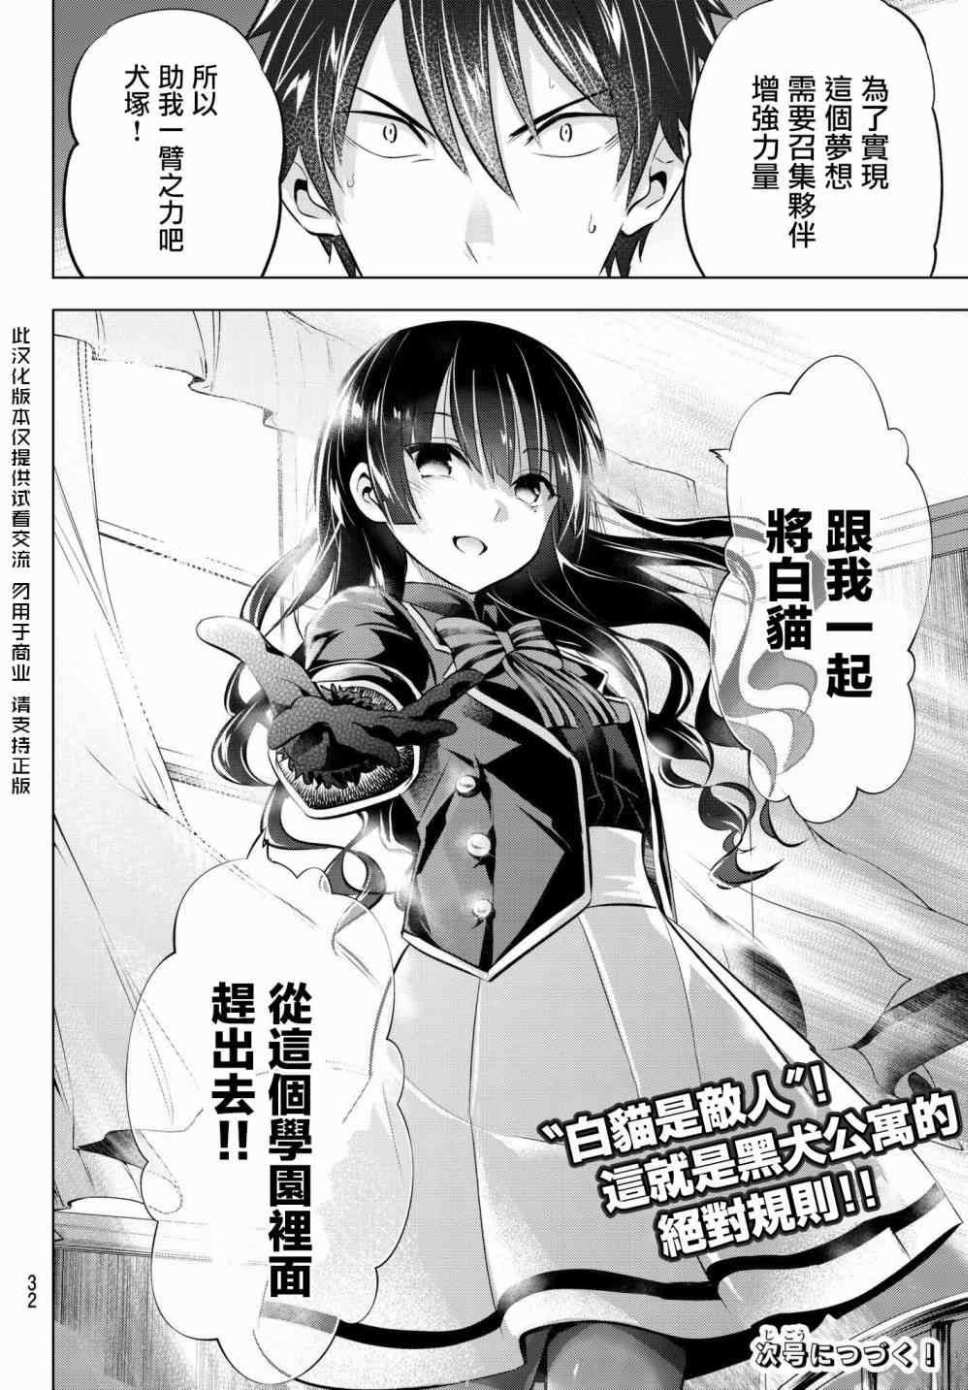 為了實現
這個夢想
需要召集夥伴
增強力量
所以
助我一臂之力吧
犬塚！
跟我一起
將白貓
從這個學園裡面
趕出去！！
〝白貓是敵人〞！
這就是黑犬公寓的
絕對規則！！
次号につづく！
じごう
此汉化版本仅提供试看交流 勿用于商业 请支持正版
32